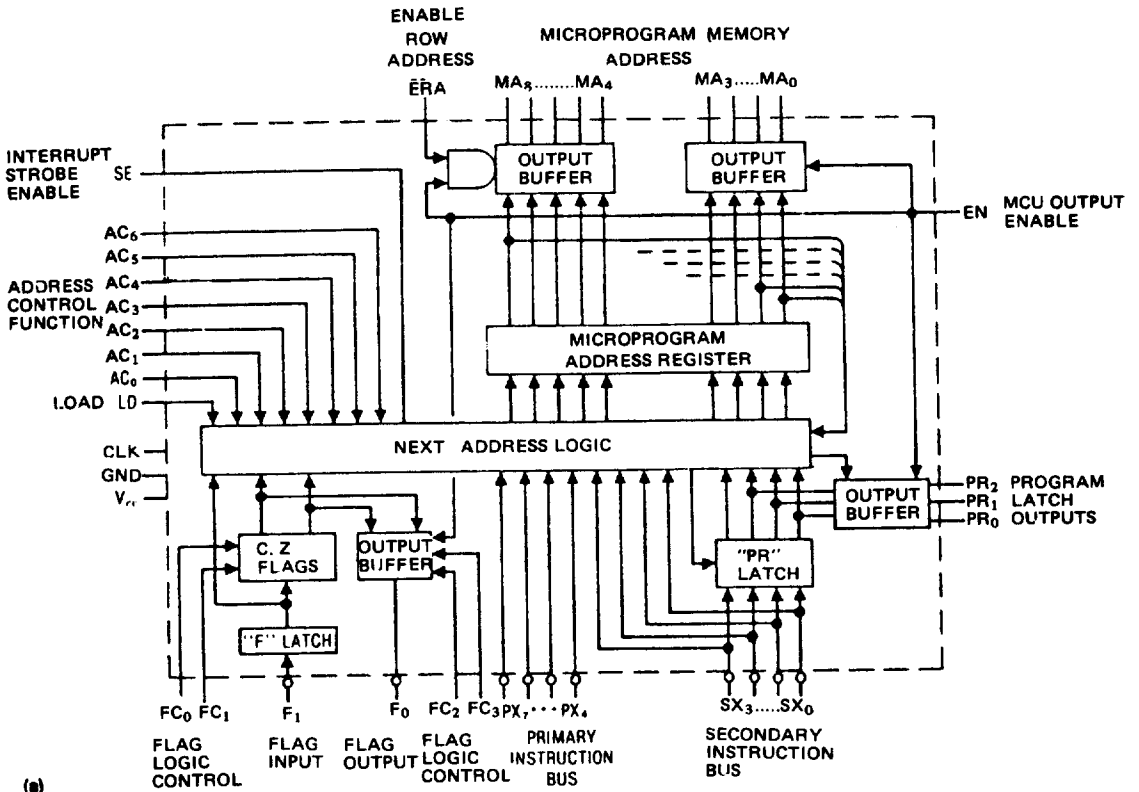 ENABLE
ROW
ADDRESS
ERA
MICROPROGRAM MEMORY
ADDRESS
MA8........MA4
MA3.....MA0
INTERRUPT
STROBE
ENABLE
SE
OUTPUT
BUFFER
OUTPUT
BUFFER
EN
MCU OUTPUT
ENABLE
AC6
AC5
ADDRESS
CONTROL
FUNCTION
AC4
AC3
AC2
AC1
AC0
LOAD LD
MICROPROGRAM
ADDRESS REGISTER
CLK
GND
Vcc
NEXT ADDRESS LOGIC
OUTPUT
BUFFER
PR2 PROGRAM
PR1 LATCH
PR0 OUTPUTS
C, Z
FLAGS
OUTPUT
BUFFER
"PR"
LATCH
"F" LATCH
FC0 FC1
F1
F0
FC2 FC3
PX7 ··· PX4
SX3.....SX0
FLAG
LOGIC
CONTROL
FLAG
INPUT
FLAG
OUTPUT
FLAG
LOGIC
CONTROL
PRIMARY
INSTRUCTION
BUS
SECONDARY
INSTRUCTION
BUS
(a)